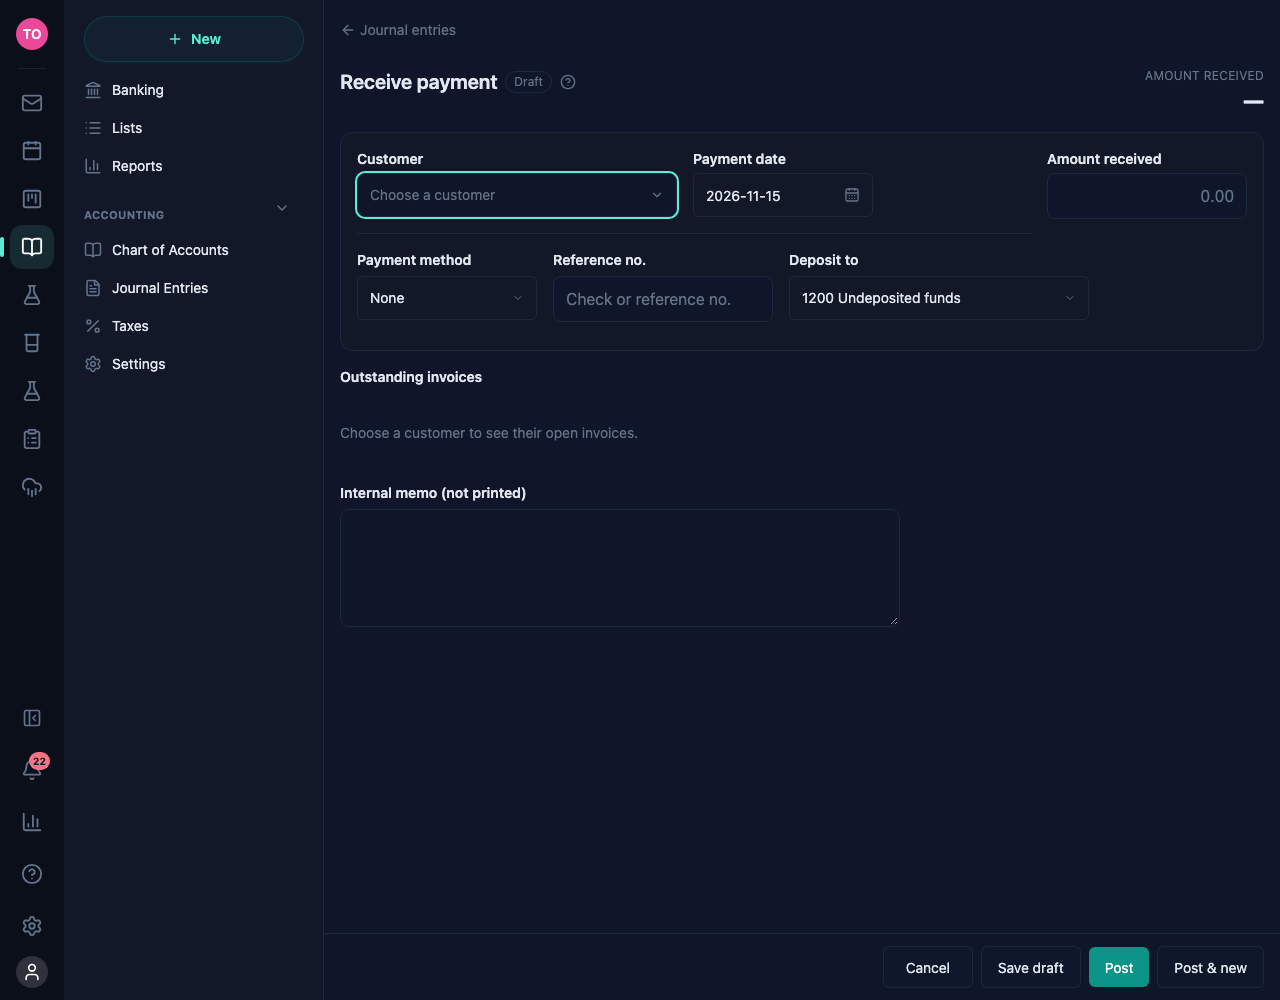 TO
New
Banking
Lists
Reports
ACCOUNTING
Chart of Accounts
Journal Entries
Taxes
Settings
22
Journal entries
Receive payment
Draft
AMOUNT RECEIVED
—
Customer
Payment date
Amount received
Choose a customer
2026-11-15
0.00
Payment method
Reference no.
Deposit to
None
Check or reference no.
1200 Undeposited funds
Outstanding invoices
Choose a customer to see their open invoices.
Internal memo (not printed)
Cancel
Save draft
Post
Post & new